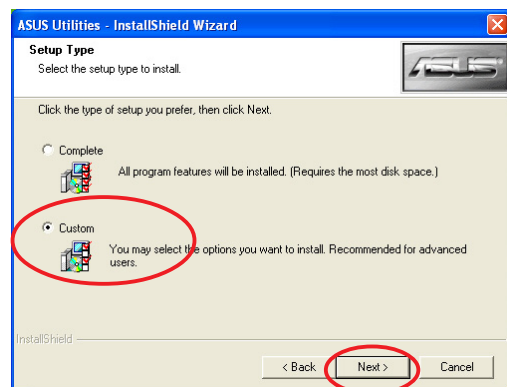 ASUS Utilities - InstallShield Wizard
Setup Type
Select the setup type to install.
ASUS
Click the type of setup you prefer, then click Next.
Complete
All program features will be installed. (Requires the most disk space.)
Custom
You may select the options you want to install. Recommended for advanced
users.
InstallShield
< Back
Next >
Cancel